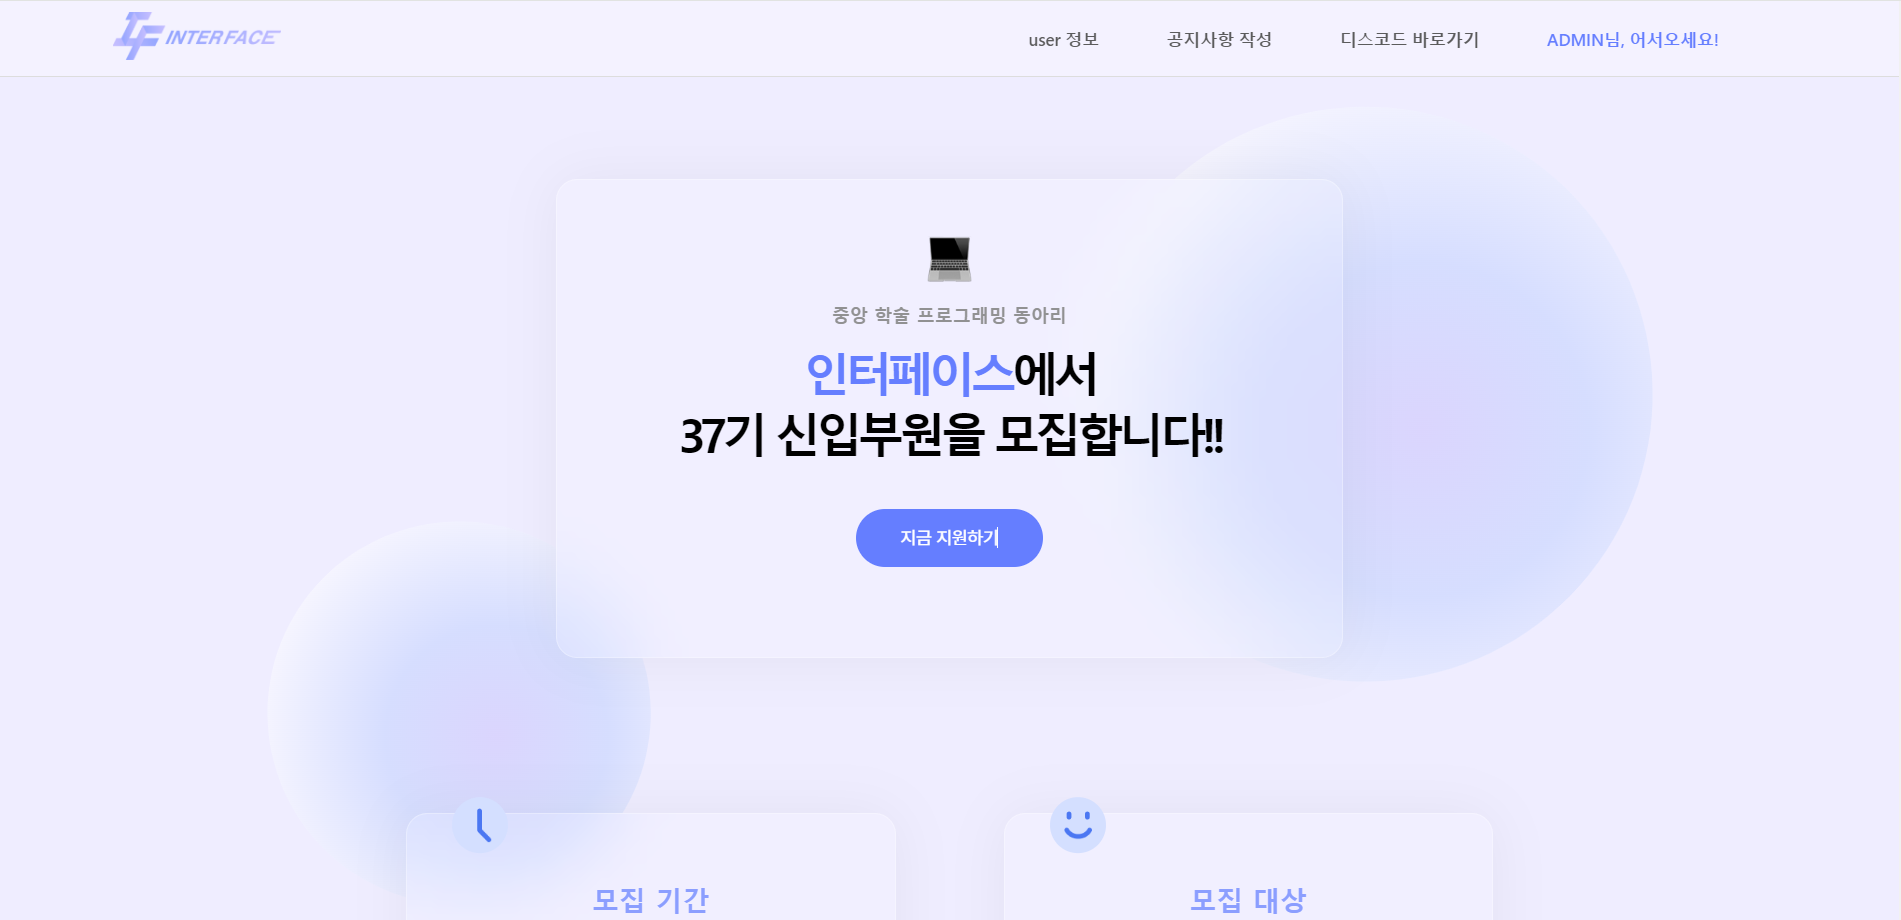 INTERFACE
user 정보
공지사항 작성
디스코드 바로가기
ADMIN님, 어서오세요!
중앙 학술 프로그래밍 동아리
인터페이스에서
37기 신입부원을 모집합니다!!
지금 지원하기
모집 기간
모집 대상